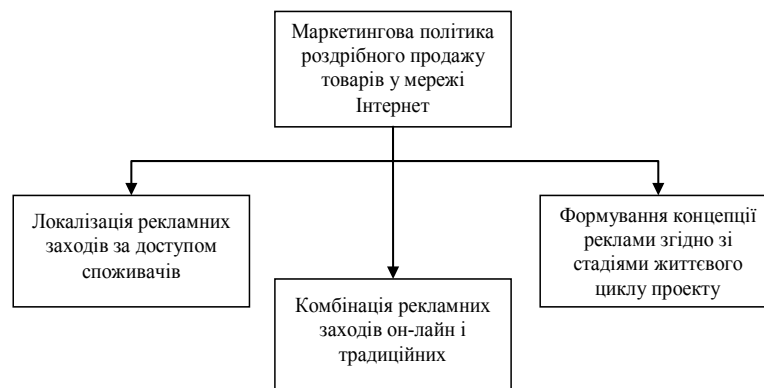 Маркетингова політика
роздрібного продажу
товарів у мережі
Інтернет
Локалізація рекламних
заходів за доступом
споживачів
Комбінація рекламних
заходів он-лайн і
традиційних
Формування концепції
реклами згідно зі
стадіями життєвого
циклу проекту